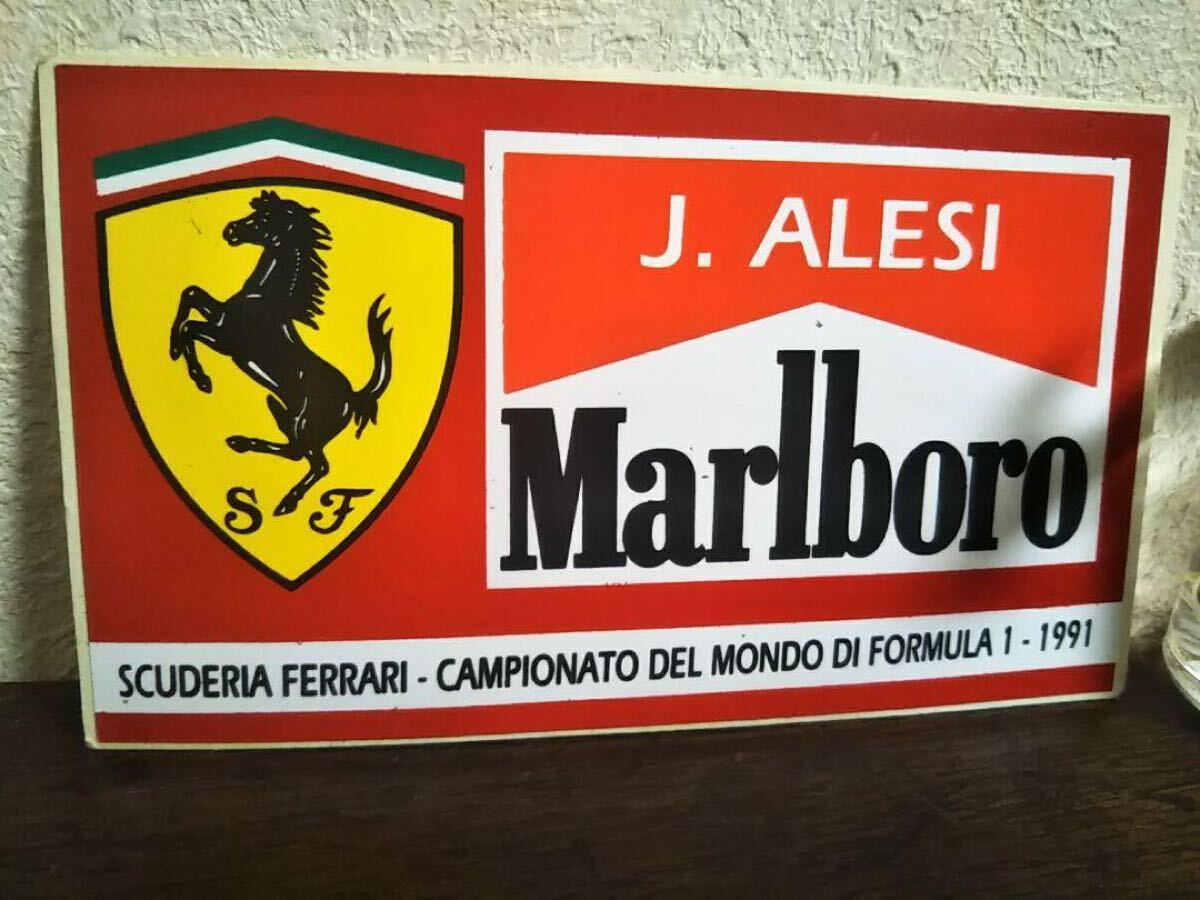 S F
J. ALESI
Marlboro
SCUDERIA FERRARI - CAMPIONATO DEL MONDO DI FORMULA 1 - 1991